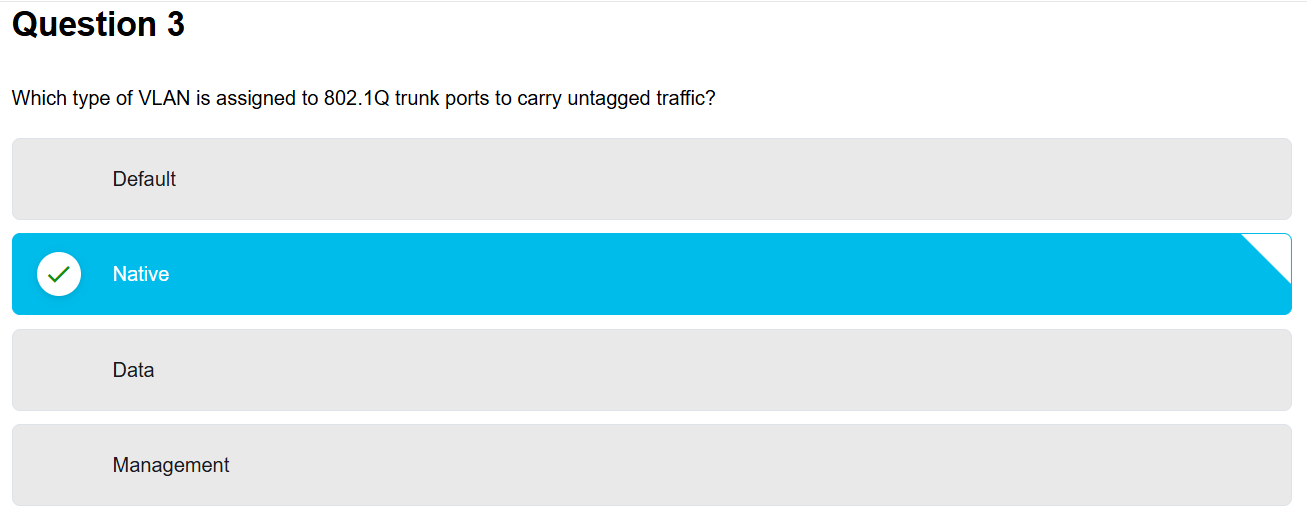 Question 3
Which type of VLAN is assigned to 802.1Q trunk ports to carry untagged traffic?
Default
Native
Data
Management